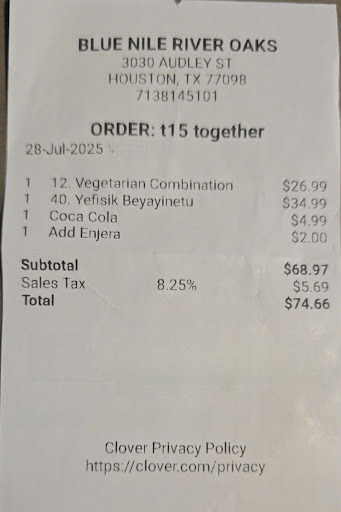 BLUE NILE RIVER OAKS
3030 AUDLEY ST
HOUSTON, TX 77098
7138145101
ORDER: t15 together
28-Jul-2025
1 12. Vegetarian Combination $26.99
1 40. Yefisik Beyayinetu $34.99
1 Coca Cola $4.99
1 Add Enjera $2.00
Subtotal $68.97
Sales Tax 8.25% $5.69
Total $74.66
Clover Privacy Policy
https://clover.com/privacy